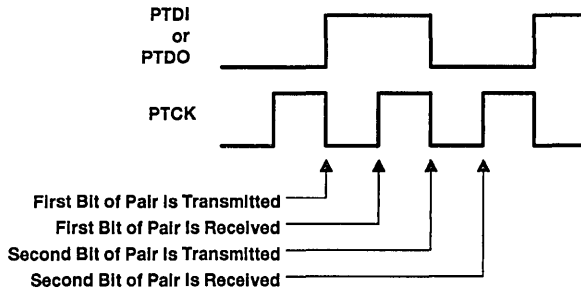 PTDI
or
PTDO
PTCK
First Bit of Pair Is Transmitted
First Bit of Pair Is Received
Second Bit of Pair Is Transmitted
Second Bit of Pair Is Received